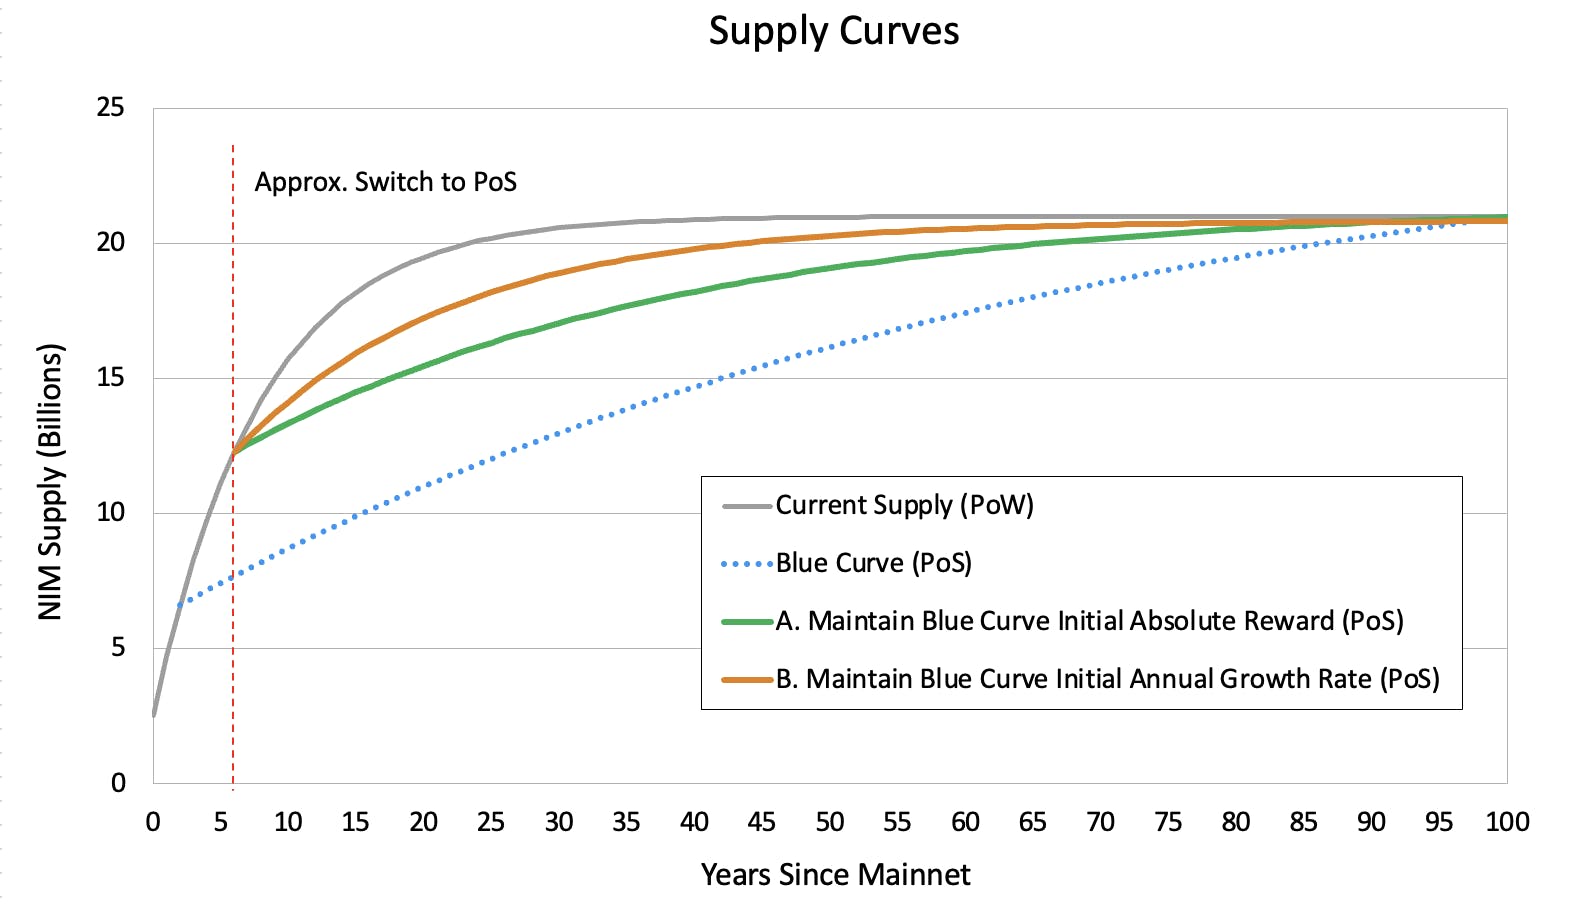 Supply Curves
25
20
15
10
5
0
NIM Supply (Billions)
Approx. Switch to PoS
Current Supply (PoW)
Blue Curve (PoS)
A. Maintain Blue Curve Initial Absolute Reward (PoS)
B. Maintain Blue Curve Initial Annual Growth Rate (PoS)
0 5 10 15 20 25 30 35 40 45 50 55 60 65 70 75 80 85 90 95 100
Years Since Mainnet